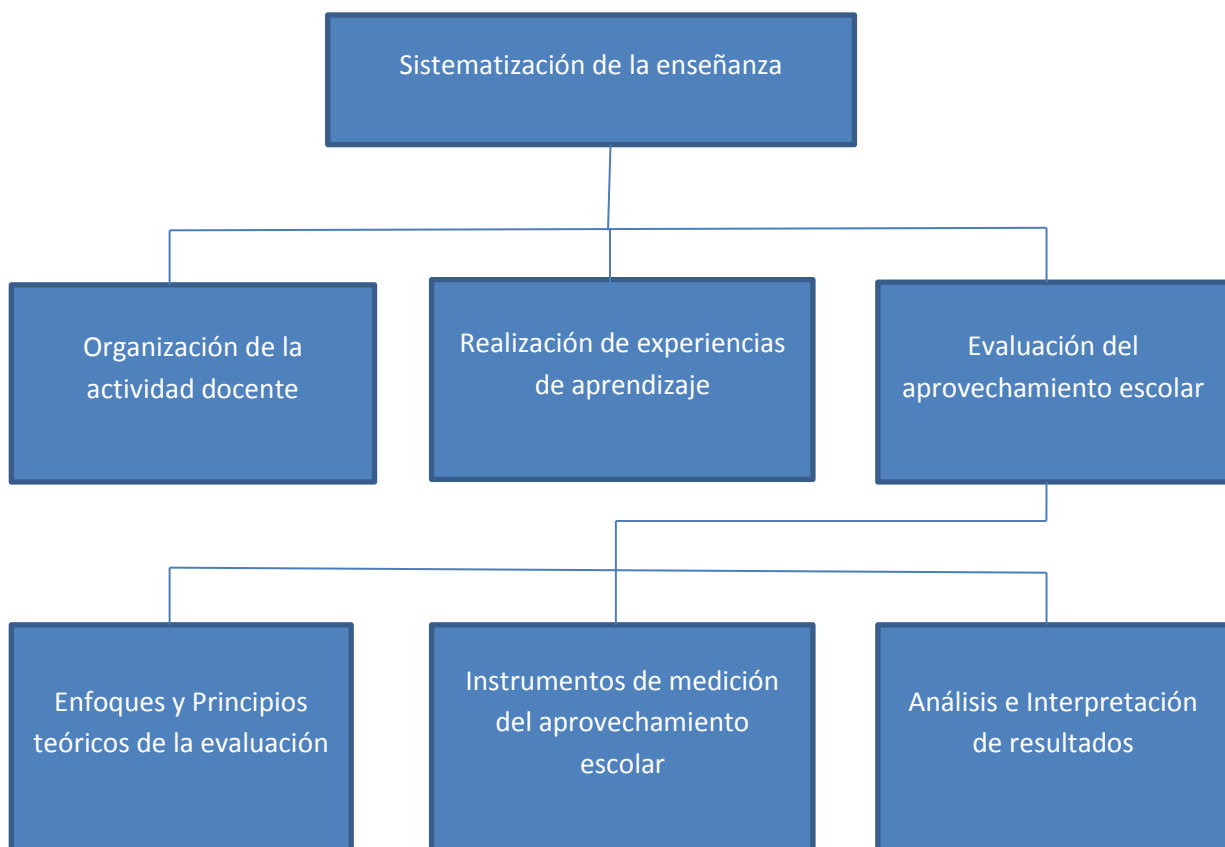 Sistematización de la enseñanza
Organización de la
actividad docente
Realización de experiencias
de aprendizaje
Evaluación del
aprovechamiento escolar
Enfoques y Principios
teóricos de la evaluación
Instrumentos de medición
del aprovechamiento
escolar
Análisis e Interpretación
de resultados